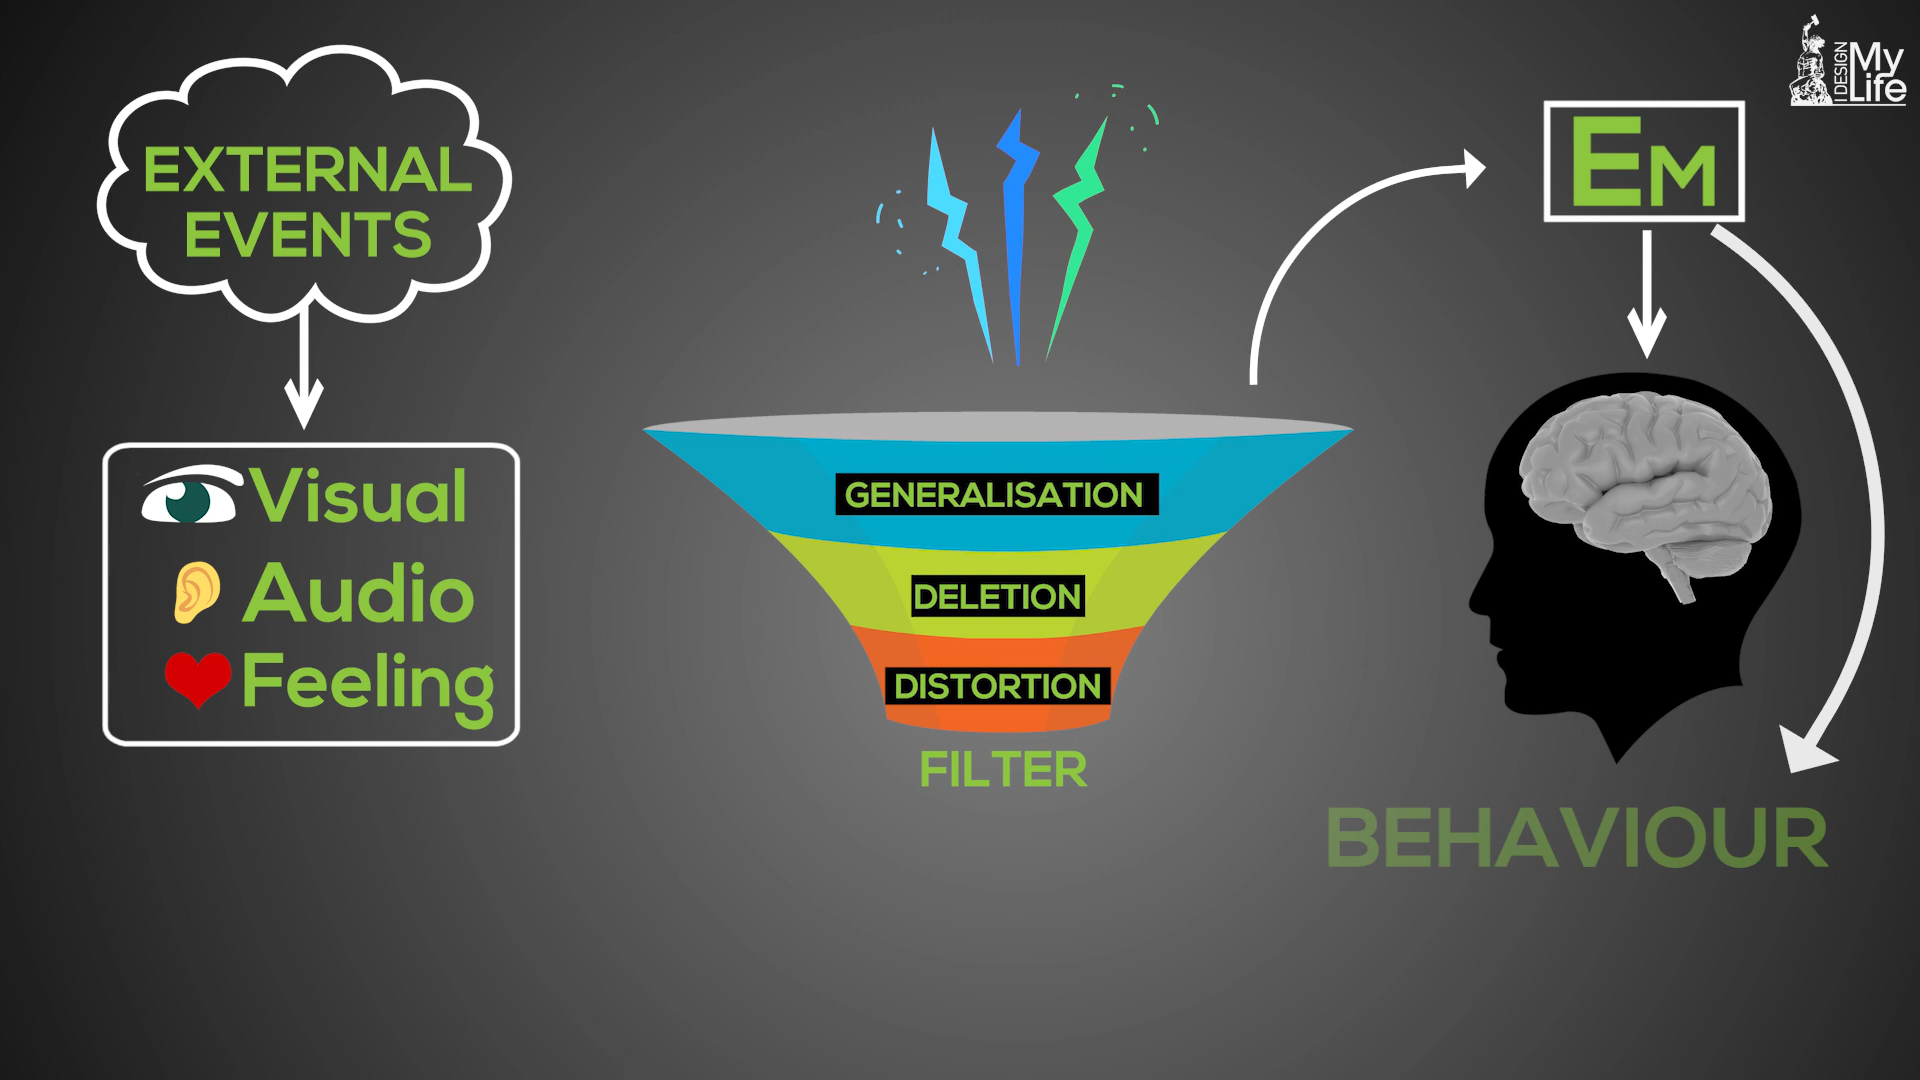 EXTERNAL
EVENTS
Visual
Audio
Feeling
GENERALISATION
DELETION
DISTORTION
FILTER
EM
BEHAVIOUR
I DESIGN
My
Life